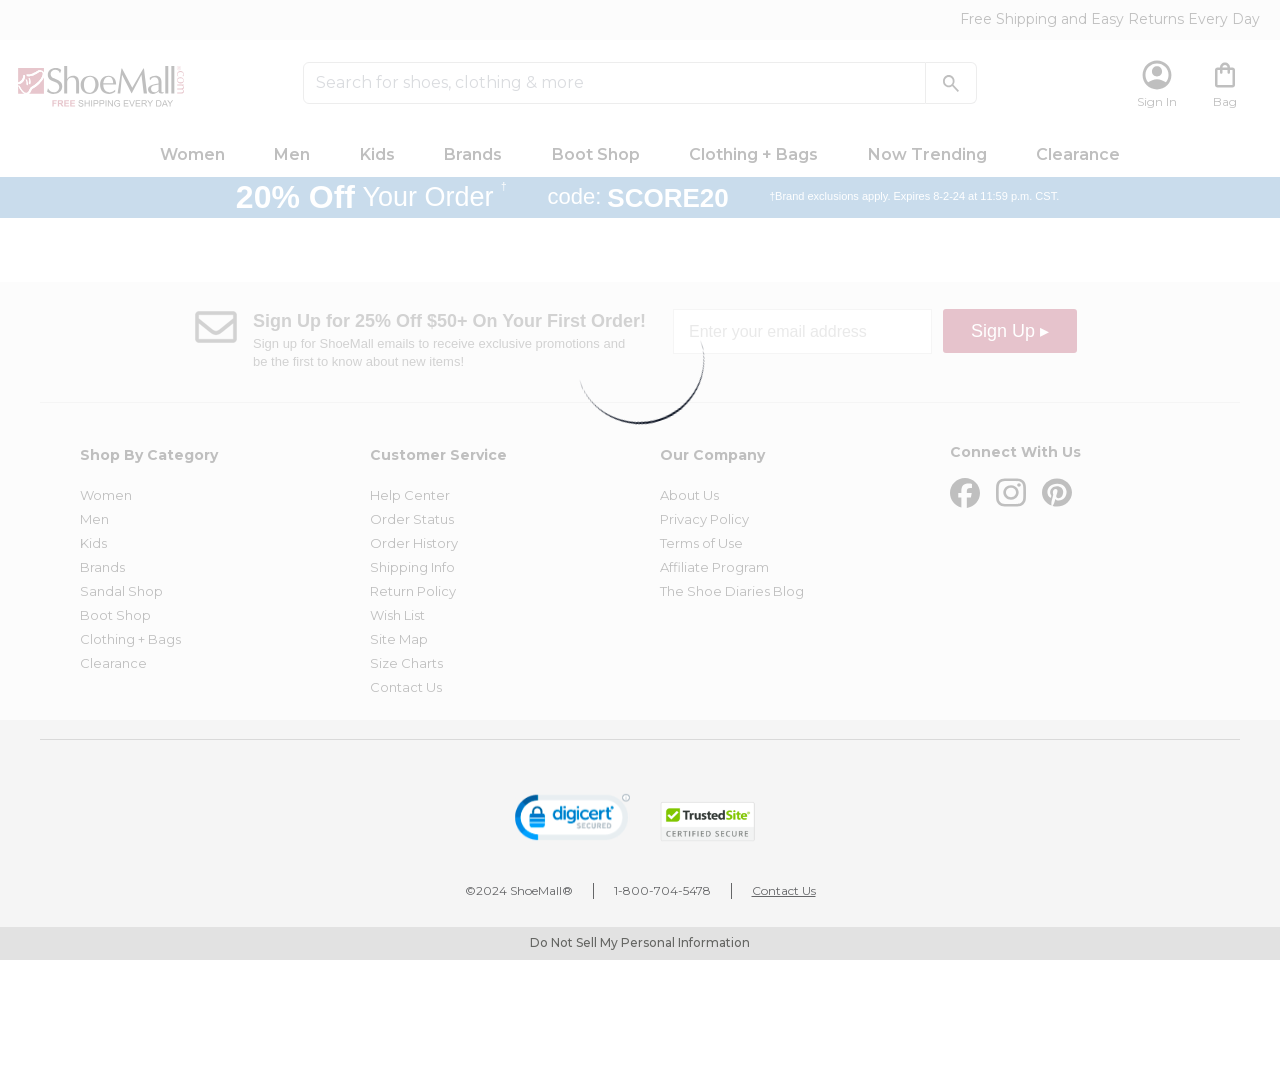 Free Shipping and Easy Returns Every Day
ShoeMall.com
FREE SHIPPING EVERY DAY
Search for shoes, clothing & more
Sign In
Bag
Women Men Kids Brands Boot Shop Clothing + Bags Now Trending Clearance
20% Off Your Order † code: SCORE20 †Brand exclusions apply. Expires 8-2-24 at 11:59 p.m. CST.
Sign Up for 25% Off $50+ On Your First Order!
Sign up for ShoeMall emails to receive exclusive promotions and
be the first to know about new items!
Enter your email address
Sign Up ▸
Shop By Category
Women
Men
Kids
Brands
Sandal Shop
Boot Shop
Clothing + Bags
Clearance
Customer Service
Help Center
Order Status
Order History
Shipping Info
Return Policy
Wish List
Site Map
Size Charts
Contact Us
Our Company
About Us
Privacy Policy
Terms of Use
Affiliate Program
The Shoe Diaries Blog
Connect With Us
digicert
SECURED
TrustedSite
CERTIFIED SECURE
©2024 ShoeMall®
1-800-704-5478
Contact Us
Do Not Sell My Personal Information